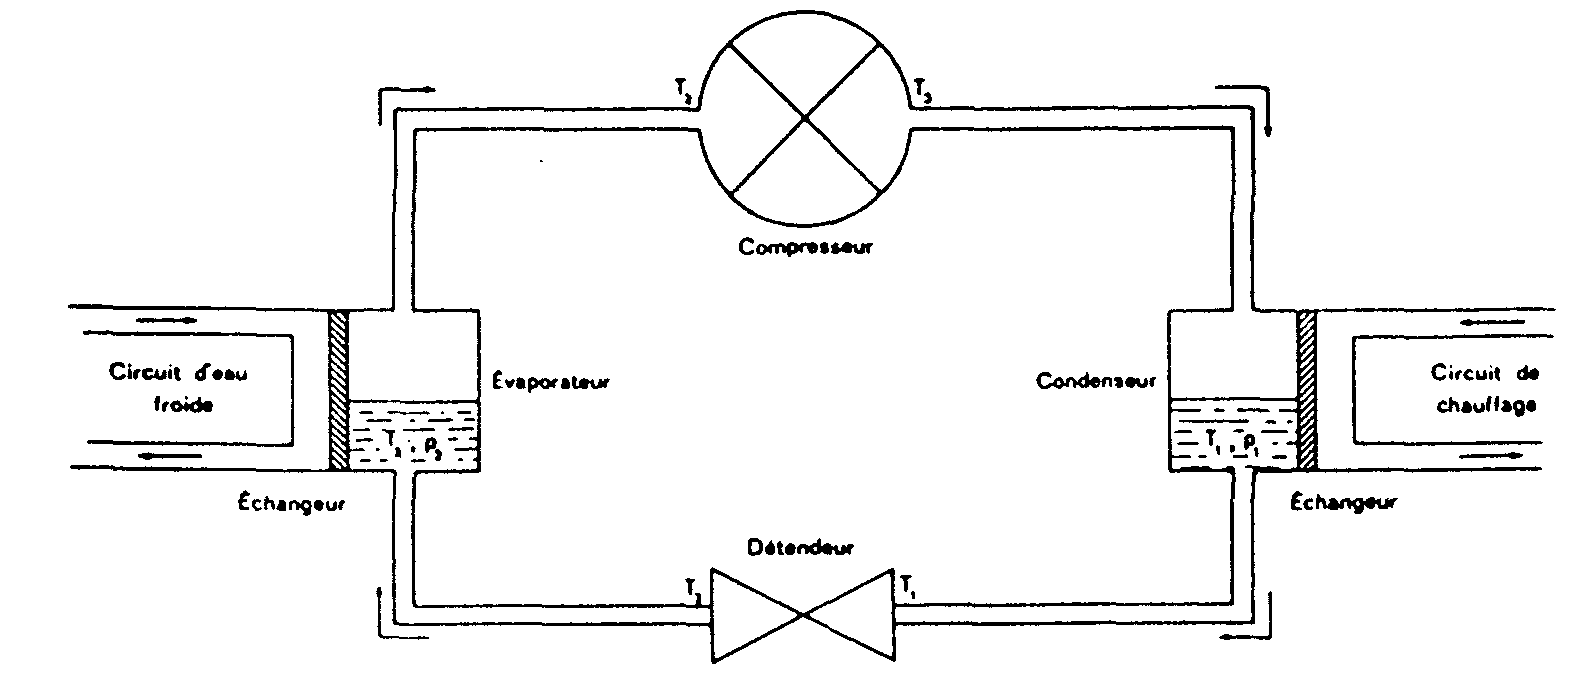 T₂
T₃
Compresseur
Circuit d'eau
froide
Évaporateur
Condenseur
Circuit de
chauffage
T₂, p₂
T₁, p₁
Échangeur
Échangeur
Détendeur
T₂
T₁